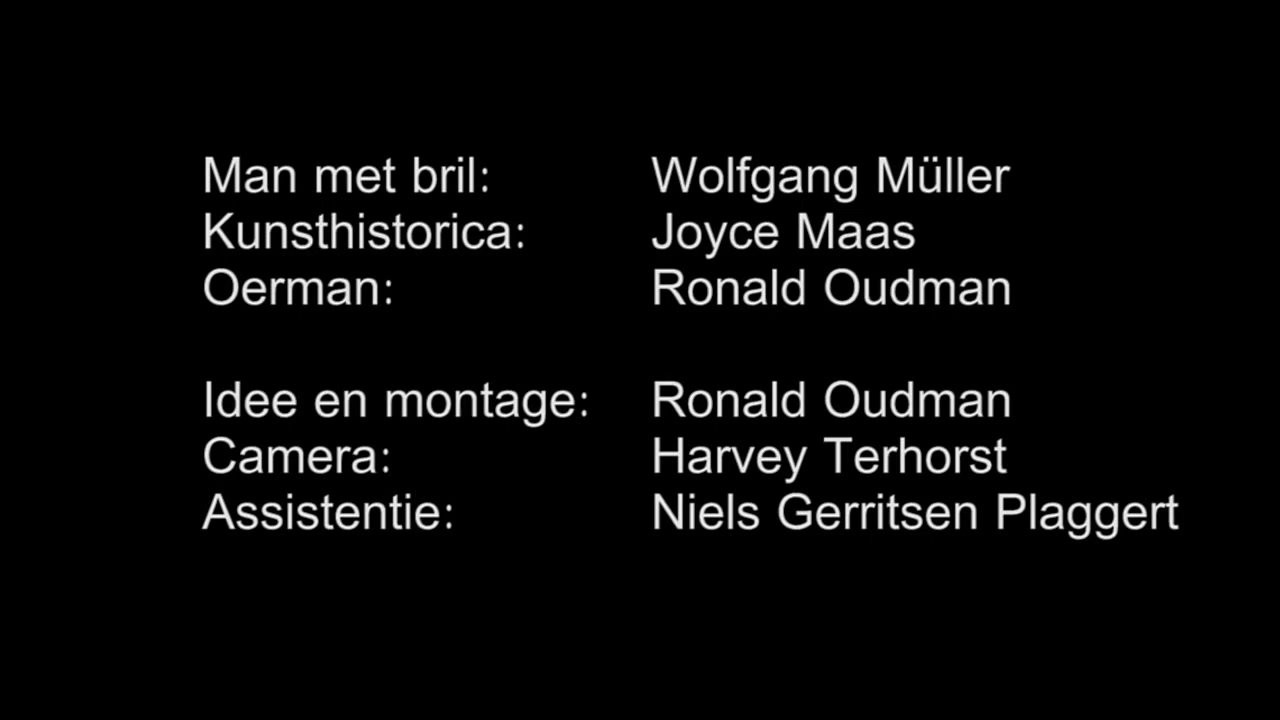 Man met bril: Wolfgang Müller
Kunsthistorica: Joyce Maas
Oerman: Ronald Oudman
Idee en montage: Ronald Oudman
Camera: Harvey Terhorst
Assistentie: Niels Gerritsen Plaggert